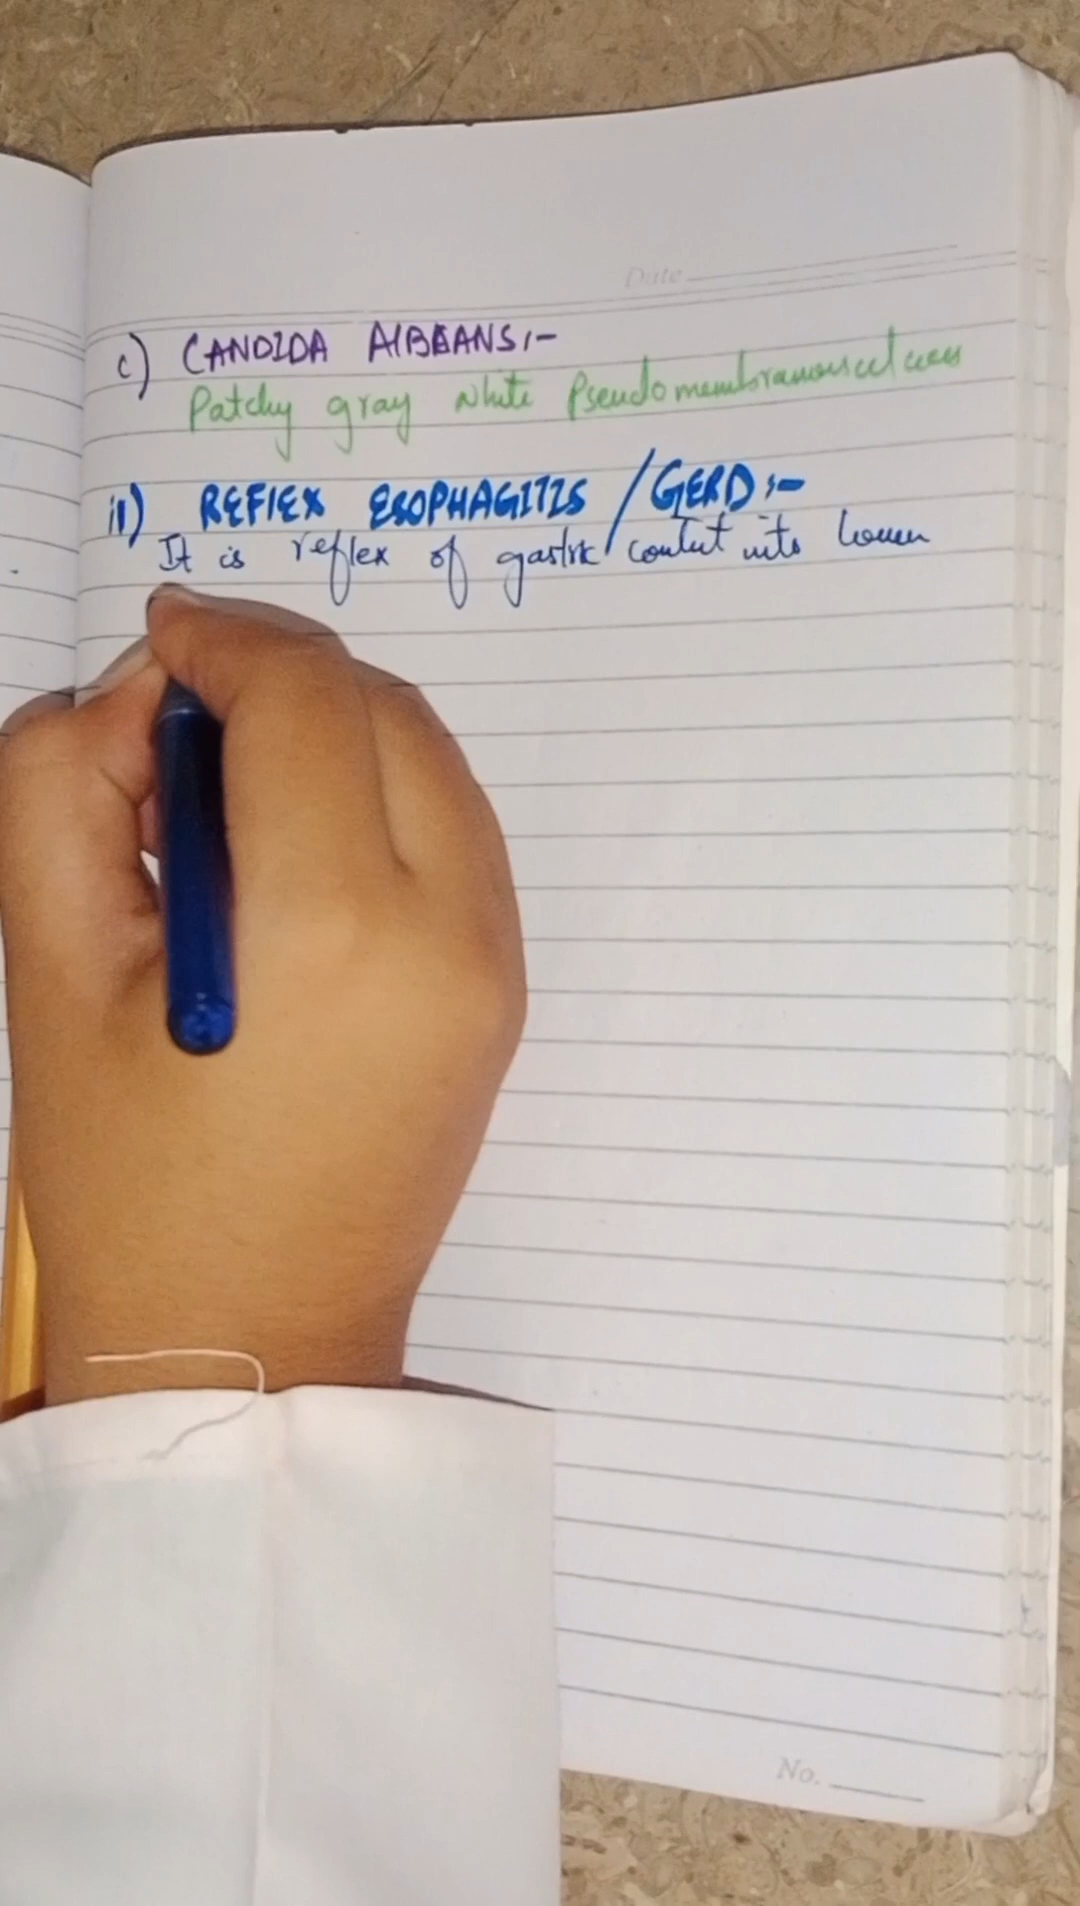 Date
c) CANDIDA AlBBANS:-
Patchy gray white Pseudomembranous ulcers
ii) REFlEX ESOPHAGITIS / GERD:-
It is reflex of gastric content into lower
No.